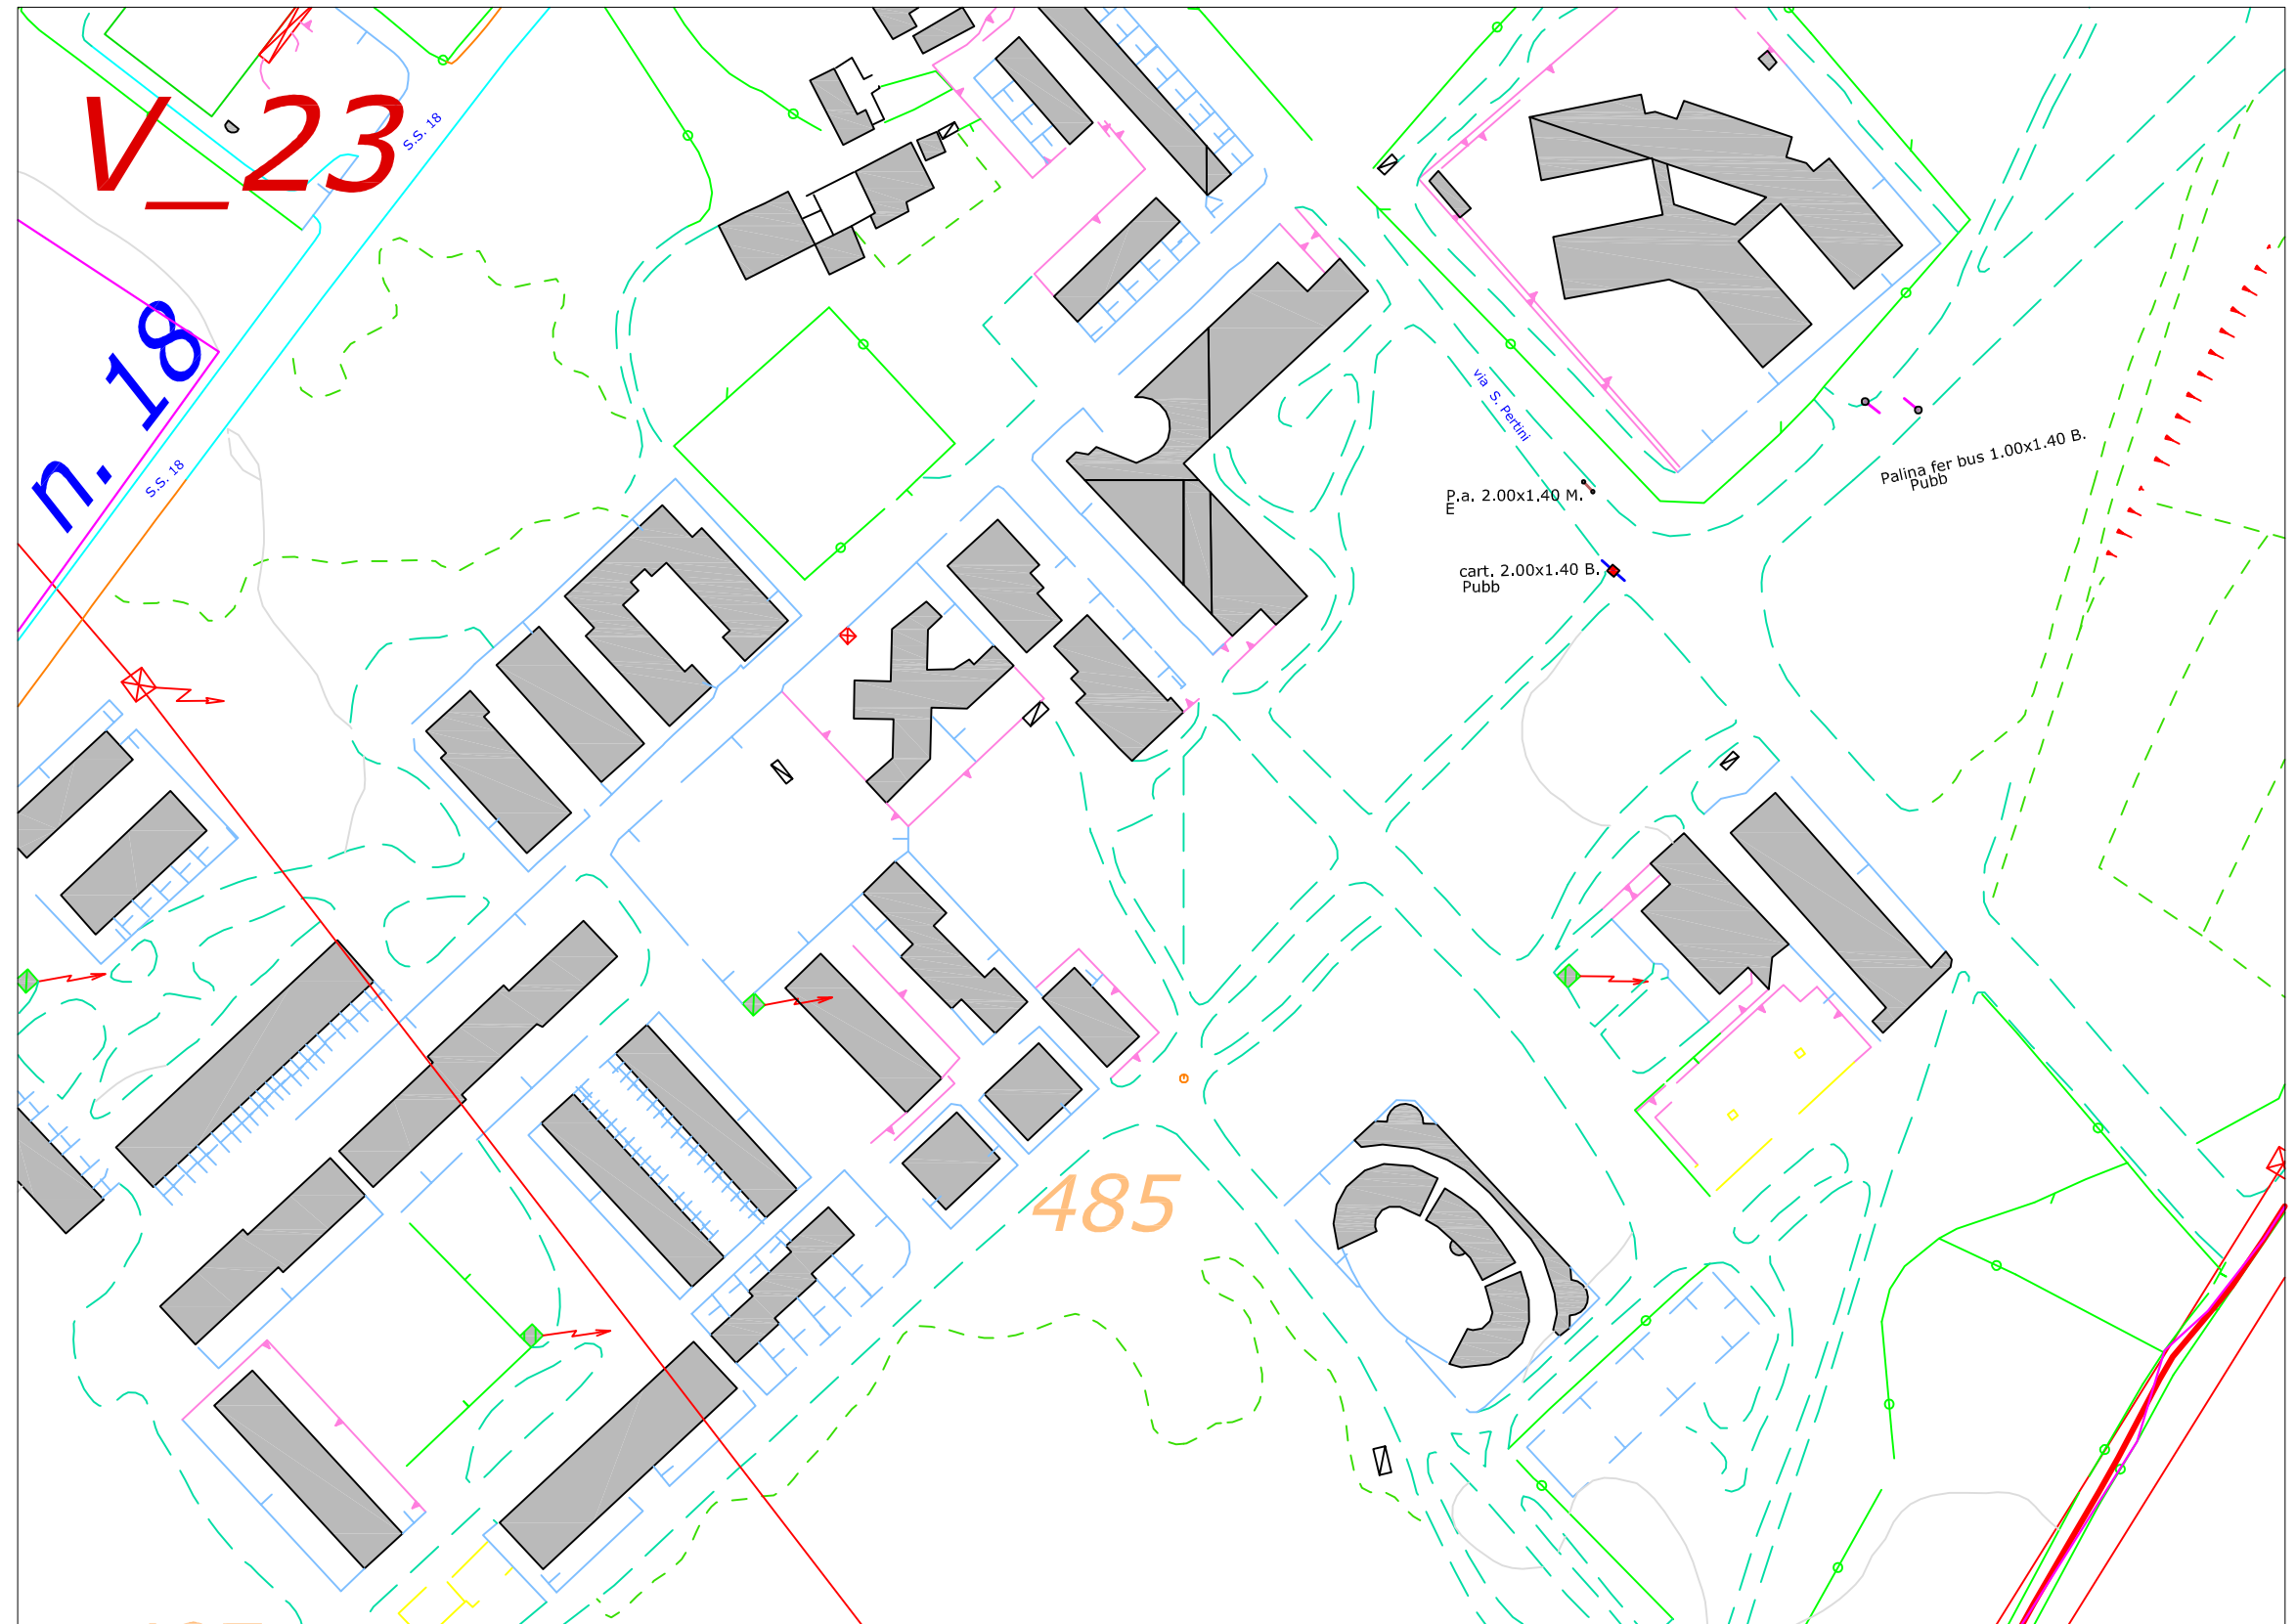 V_23
S.S. 18
n. 18
S.S. 18
via S. Pertini
Palina fer bus 1.00x1.40 B.
Pubb
P.a. 2.00x1.40 M.
E
cart. 2.00x1.40 B.
Pubb
485